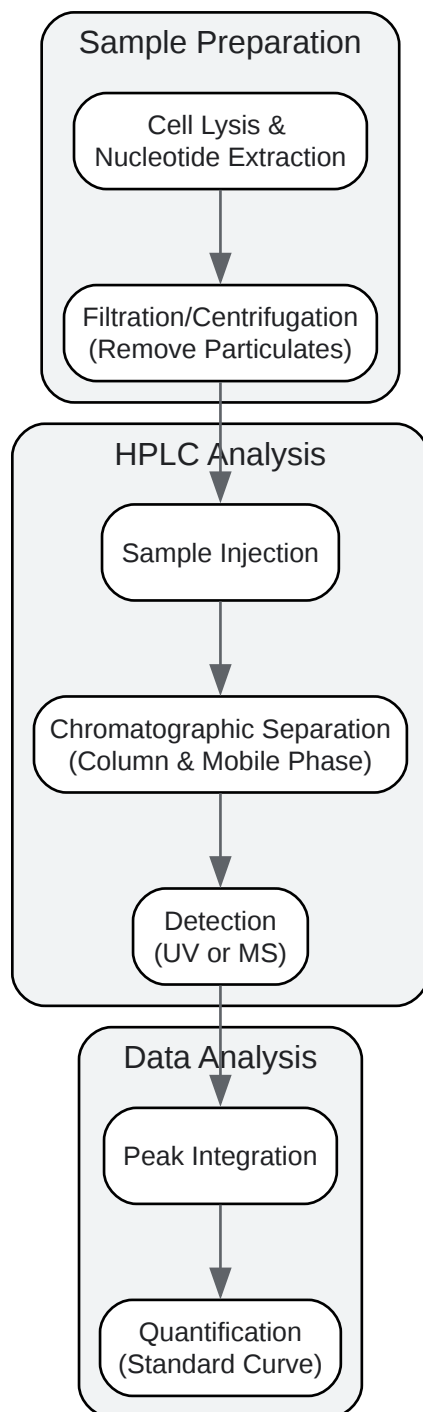 Sample Preparation
Cell Lysis &
Nucleotide Extraction
Filtration/Centrifugation
(Remove Particulates)
HPLC Analysis
Sample Injection
Chromatographic Separation
(Column & Mobile Phase)
Detection
(UV or MS)
Data Analysis
Peak Integration
Quantification
(Standard Curve)